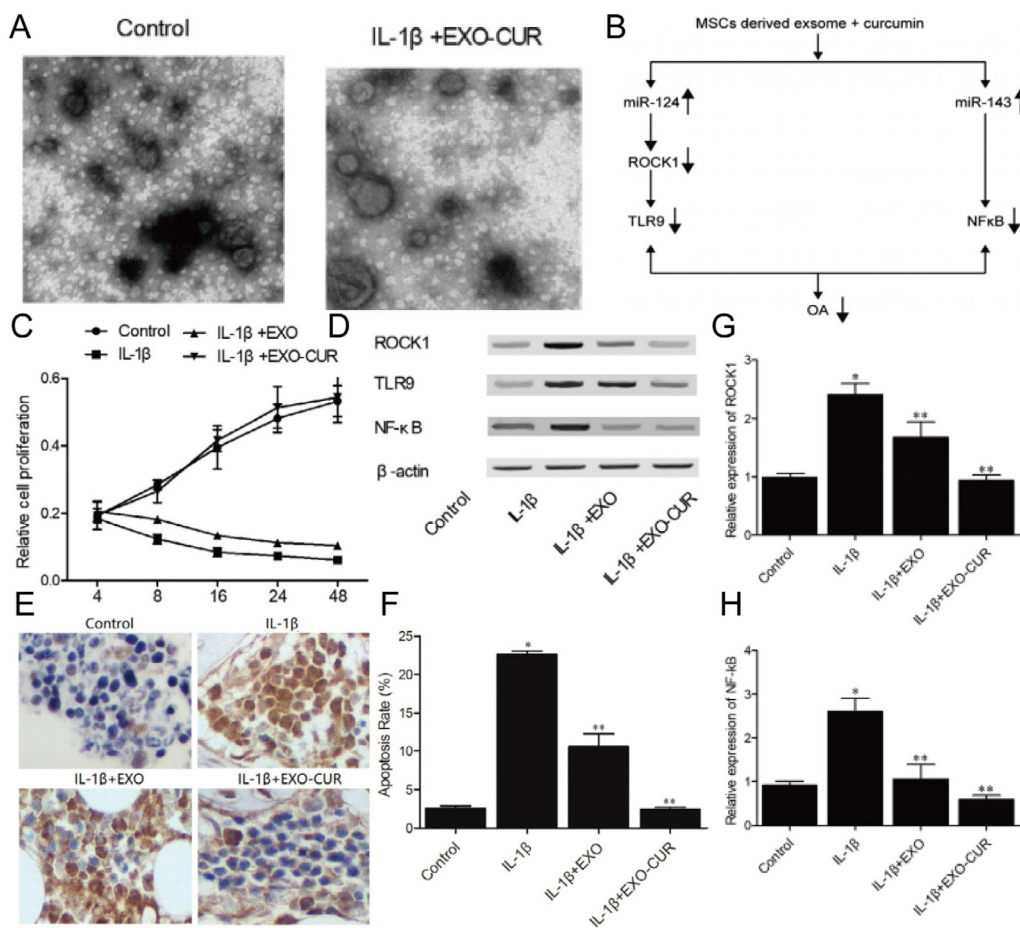 A
Control
IL-1β +EXO-CUR
B
MSCs derived exsome + curcumin
miR-124
miR-143
ROCK1
TLR9
NFκB
OA
C
Control
IL-1β
IL-1β +EXO
IL-1β +EXO-CUR
Relative cell proliferation
0.6
0.4
0.2
0.0
4 8 16 24 48
D
ROCK1
TLR9
NF-κ B
β -actin
Control
IL-1β
IL-1β +EXO
IL-1β +EXO-CUR
E
Control
IL-1β
IL-1β+EXO
IL-1β+EXO-CUR
F
Apoptosis Rate (%)
25
20
15
10
5
0
*
**
**
Control
IL-1β
IL-1β+EXO
IL-1β+EXO-CUR
G
Relative expression of ROCK1
3
2
1
0
*
**
**
Control
IL-1β
IL-1β+EXO
IL-1β+EXO-CUR
H
Relative expression of NF-kB
4
3
2
1
0
*
**
**
Control
IL-1β
IL-1β+EXO
IL-1β+EXO-CUR